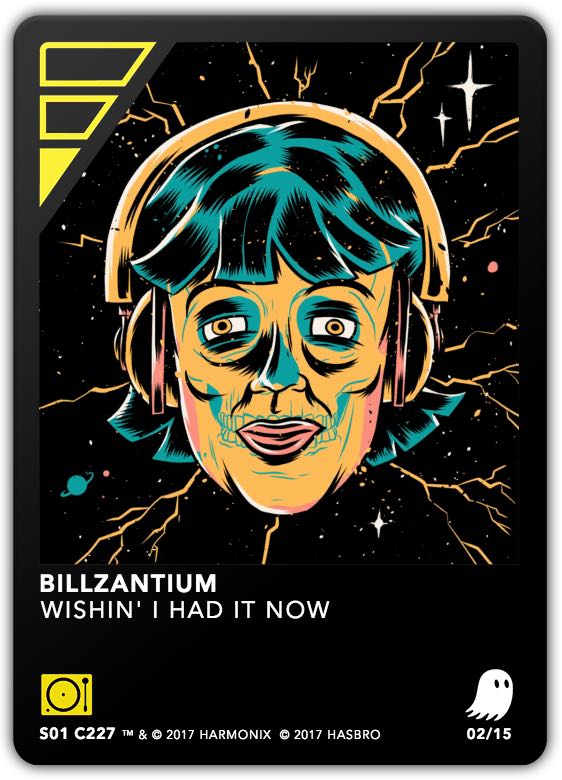 BILLZANTIUM
WISHIN' I HAD IT NOW
S01 C227 ™ & © 2017 HARMONIX © 2017 HASBRO
02/15